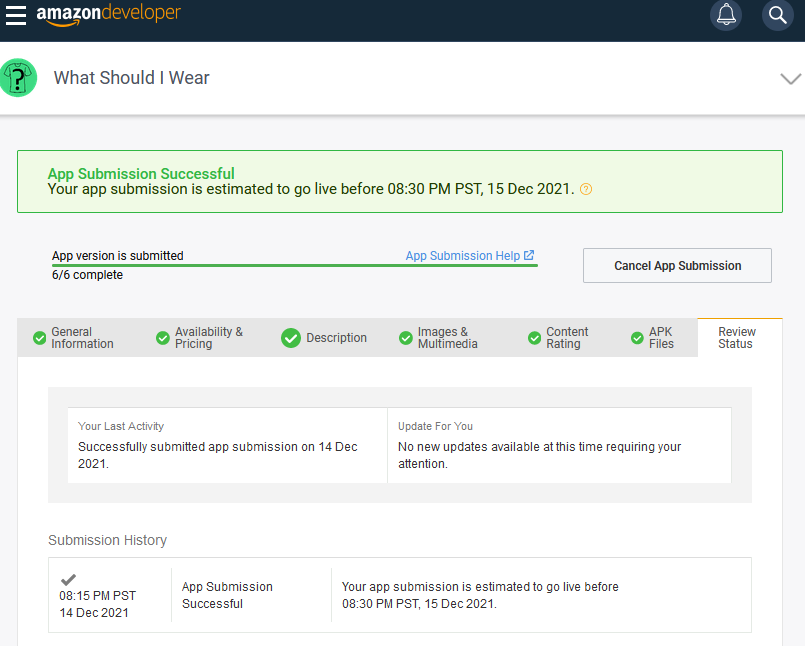 amazondeveloper
What Should I Wear
App Submission Successful
Your app submission is estimated to go live before 08:30 PM PST, 15 Dec 2021. ?
App version is submitted
App Submission Help
6/6 complete
Cancel App Submission
General
Information
Availability &
Pricing
Description
Images &
Multimedia
Content
Rating
APK
Files
Review
Status
Your Last Activity
Successfully submitted app submission on 14 Dec
2021.
Update For You
No new updates available at this time requiring your
attention.
Submission History
08:15 PM PST
14 Dec 2021
App Submission
Successful
Your app submission is estimated to go live before
08:30 PM PST, 15 Dec 2021.